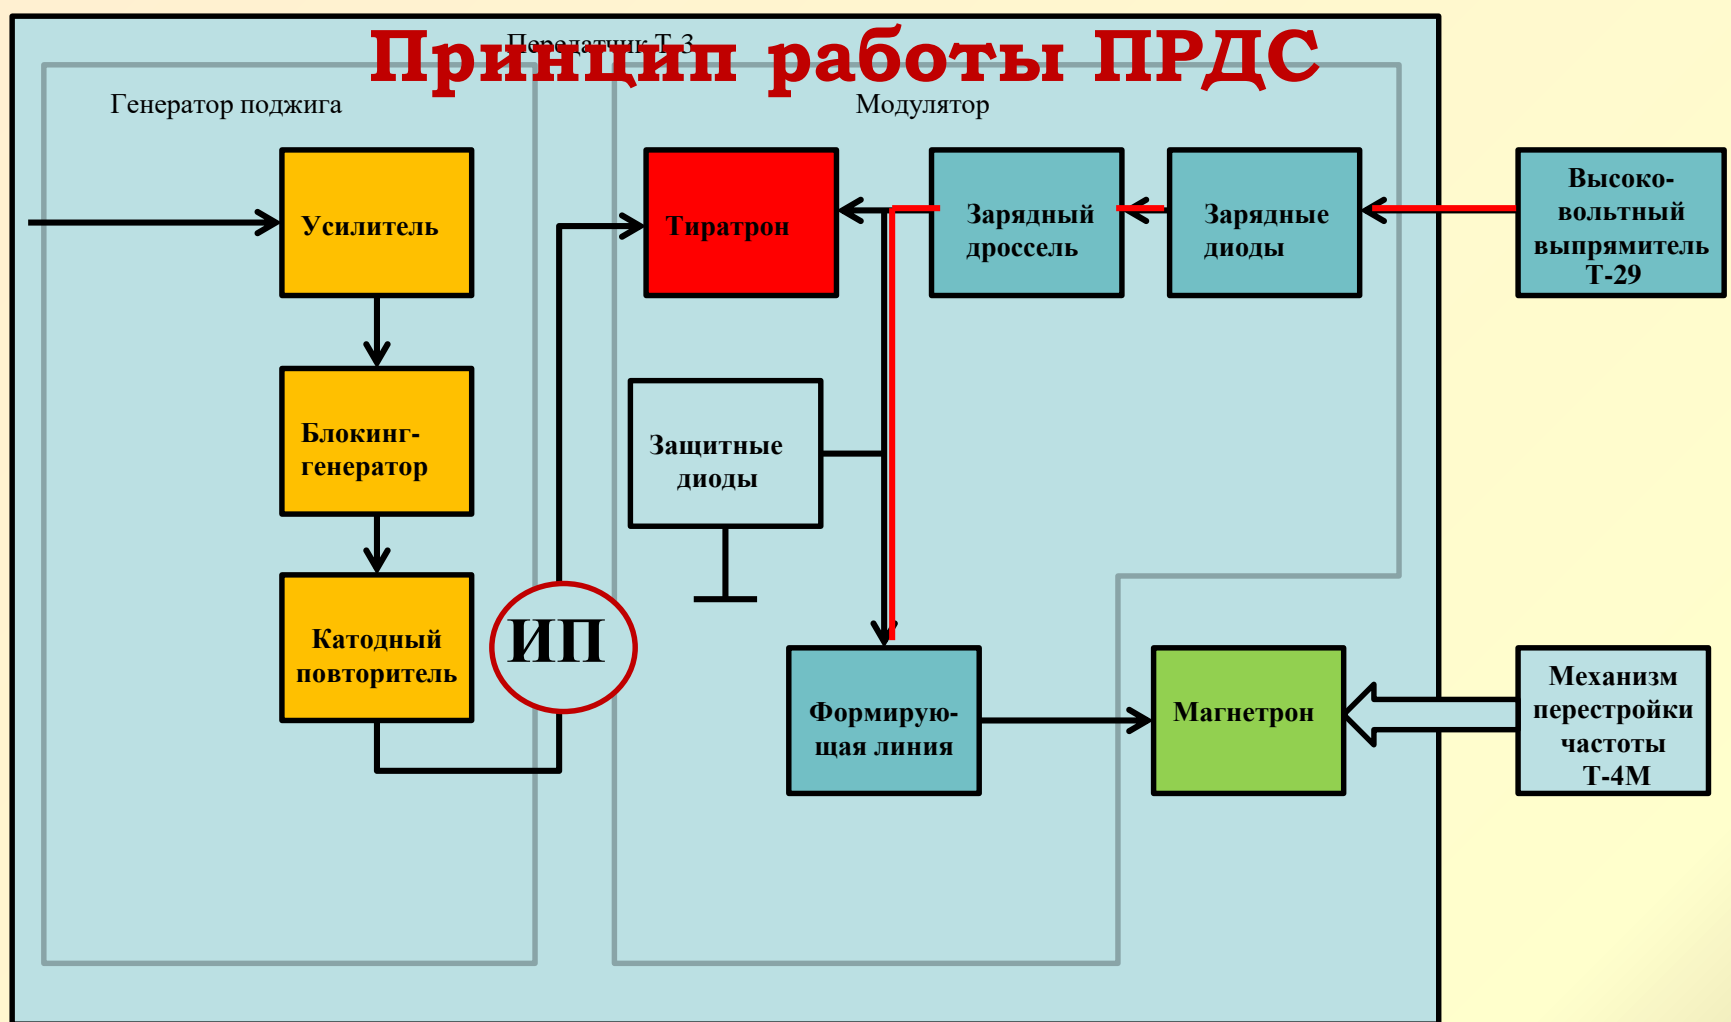 Принцип работы ПРДС
Передатчик Т-3
Генератор поджига
Модулятор
Усилитель
Тиратрон
Зарядный
дроссель
Зарядные
диоды
Высоко-
вольтный
выпрямитель
Т-29
Блокинг-
генератор
Защитные
диоды
Катодный
повторитель
ИП
Формирую-
щая линия
Магнетрон
Механизм
перестройки
частоты
Т-4М